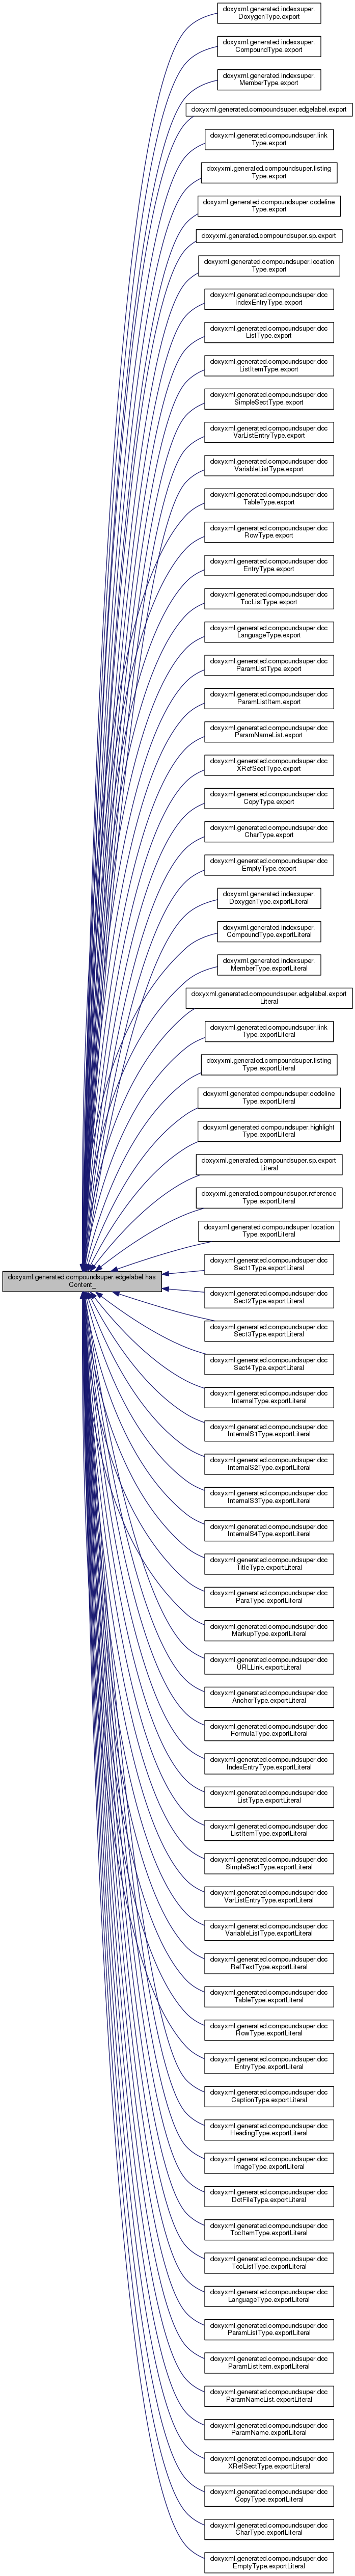 doxyxml.generated.indexsuper.
DoxygenType.export
doxyxml.generated.indexsuper.
CompoundType.export
doxyxml.generated.indexsuper.
MemberType.export
doxyxml.generated.compoundsuper.edgelabel.export
doxyxml.generated.compoundsuper.link
Type.export
doxyxml.generated.compoundsuper.listing
Type.export
doxyxml.generated.compoundsuper.codeline
Type.export
doxyxml.generated.compoundsuper.sp.export
doxyxml.generated.compoundsuper.location
Type.export
doxyxml.generated.compoundsuper.doc
IndexEntryType.export
doxyxml.generated.compoundsuper.doc
ListType.export
doxyxml.generated.compoundsuper.doc
ListItemType.export
doxyxml.generated.compoundsuper.doc
SimpleSectType.export
doxyxml.generated.compoundsuper.doc
VarListEntryType.export
doxyxml.generated.compoundsuper.doc
VariableListType.export
doxyxml.generated.compoundsuper.doc
TableType.export
doxyxml.generated.compoundsuper.doc
RowType.export
doxyxml.generated.compoundsuper.doc
EntryType.export
doxyxml.generated.compoundsuper.doc
TocListType.export
doxyxml.generated.compoundsuper.doc
LanguageType.export
doxyxml.generated.compoundsuper.doc
ParamListType.export
doxyxml.generated.compoundsuper.doc
ParamListItem.export
doxyxml.generated.compoundsuper.doc
ParamNameList.export
doxyxml.generated.compoundsuper.doc
XRefSectType.export
doxyxml.generated.compoundsuper.doc
CopyType.export
doxyxml.generated.compoundsuper.doc
CharType.export
doxyxml.generated.compoundsuper.doc
EmptyType.export
doxyxml.generated.indexsuper.
DoxygenType.exportLiteral
doxyxml.generated.indexsuper.
CompoundType.exportLiteral
doxyxml.generated.indexsuper.
MemberType.exportLiteral
doxyxml.generated.compoundsuper.edgelabel.export
Literal
doxyxml.generated.compoundsuper.link
Type.exportLiteral
doxyxml.generated.compoundsuper.listing
Type.exportLiteral
doxyxml.generated.compoundsuper.codeline
Type.exportLiteral
doxyxml.generated.compoundsuper.highlight
Type.exportLiteral
doxyxml.generated.compoundsuper.sp.export
Literal
doxyxml.generated.compoundsuper.reference
Type.exportLiteral
doxyxml.generated.compoundsuper.location
Type.exportLiteral
doxyxml.generated.compoundsuper.edgelabel.has
Content_
doxyxml.generated.compoundsuper.doc
Sect1Type.exportLiteral
doxyxml.generated.compoundsuper.doc
Sect2Type.exportLiteral
doxyxml.generated.compoundsuper.doc
Sect3Type.exportLiteral
doxyxml.generated.compoundsuper.doc
Sect4Type.exportLiteral
doxyxml.generated.compoundsuper.doc
InternalType.exportLiteral
doxyxml.generated.compoundsuper.doc
InternalS1Type.exportLiteral
doxyxml.generated.compoundsuper.doc
InternalS2Type.exportLiteral
doxyxml.generated.compoundsuper.doc
InternalS3Type.exportLiteral
doxyxml.generated.compoundsuper.doc
InternalS4Type.exportLiteral
doxyxml.generated.compoundsuper.doc
TitleType.exportLiteral
doxyxml.generated.compoundsuper.doc
ParaType.exportLiteral
doxyxml.generated.compoundsuper.doc
MarkupType.exportLiteral
doxyxml.generated.compoundsuper.doc
URLLink.exportLiteral
doxyxml.generated.compoundsuper.doc
AnchorType.exportLiteral
doxyxml.generated.compoundsuper.doc
FormulaType.exportLiteral
doxyxml.generated.compoundsuper.doc
IndexEntryType.exportLiteral
doxyxml.generated.compoundsuper.doc
ListType.exportLiteral
doxyxml.generated.compoundsuper.doc
ListItemType.exportLiteral
doxyxml.generated.compoundsuper.doc
SimpleSectType.exportLiteral
doxyxml.generated.compoundsuper.doc
VarListEntryType.exportLiteral
doxyxml.generated.compoundsuper.doc
VariableListType.exportLiteral
doxyxml.generated.compoundsuper.doc
RefTextType.exportLiteral
doxyxml.generated.compoundsuper.doc
TableType.exportLiteral
doxyxml.generated.compoundsuper.doc
RowType.exportLiteral
doxyxml.generated.compoundsuper.doc
EntryType.exportLiteral
doxyxml.generated.compoundsuper.doc
CaptionType.exportLiteral
doxyxml.generated.compoundsuper.doc
HeadingType.exportLiteral
doxyxml.generated.compoundsuper.doc
ImageType.exportLiteral
doxyxml.generated.compoundsuper.doc
DotFileType.exportLiteral
doxyxml.generated.compoundsuper.doc
TocItemType.exportLiteral
doxyxml.generated.compoundsuper.doc
TocListType.exportLiteral
doxyxml.generated.compoundsuper.doc
LanguageType.exportLiteral
doxyxml.generated.compoundsuper.doc
ParamListType.exportLiteral
doxyxml.generated.compoundsuper.doc
ParamListItem.exportLiteral
doxyxml.generated.compoundsuper.doc
ParamNameList.exportLiteral
doxyxml.generated.compoundsuper.doc
ParamName.exportLiteral
doxyxml.generated.compoundsuper.doc
XRefSectType.exportLiteral
doxyxml.generated.compoundsuper.doc
CopyType.exportLiteral
doxyxml.generated.compoundsuper.doc
CharType.exportLiteral
doxyxml.generated.compoundsuper.doc
EmptyType.exportLiteral